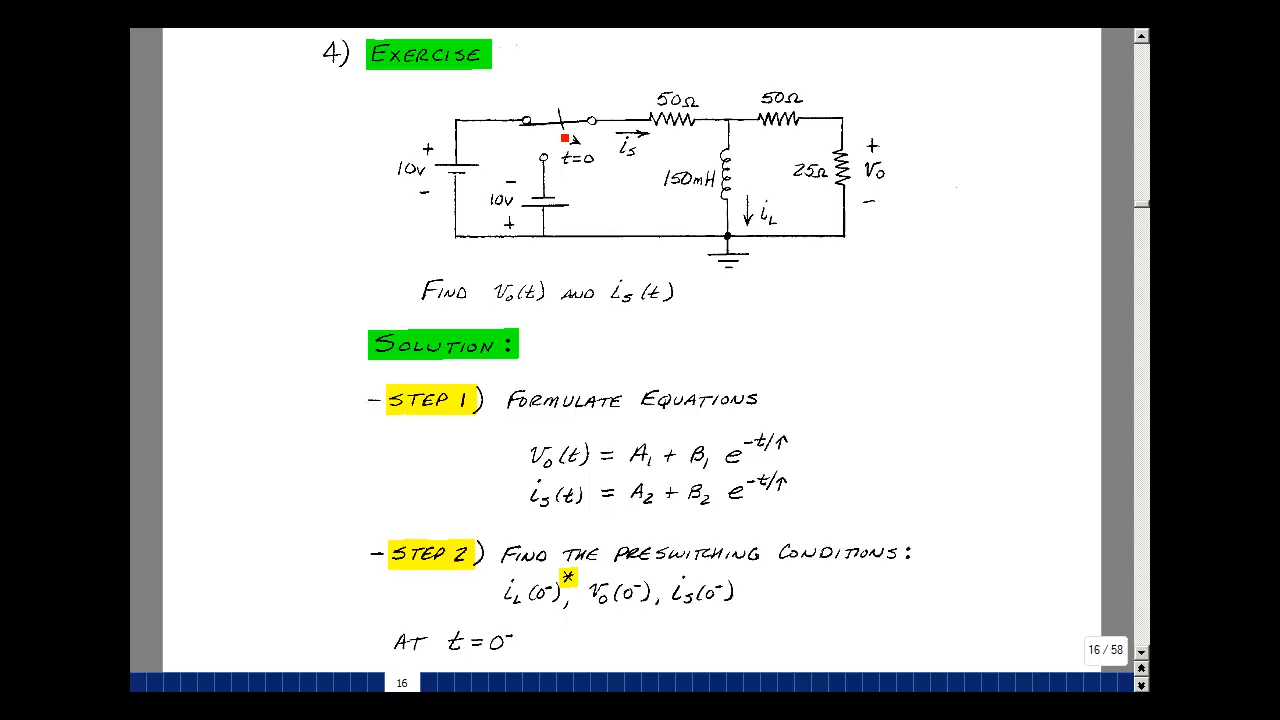 4) EXERCISE
50Ω 50Ω
+ 10V -
t=0
iS
- 10V +
150mH
iL
25Ω
+ Vo -
FIND Vo(t) AND iS(t)
SOLUTION:
- STEP 1) FORMULATE EQUATIONS
Vo(t) = A1 + B1 e^-t/τ
iS(t) = A2 + B2 e^-t/τ
- STEP 2) FIND THE PRESWITCHING CONDITIONS:
iL(0-)*, Vo(0-), iS(0-)
AT t=0-
16 / 58
16